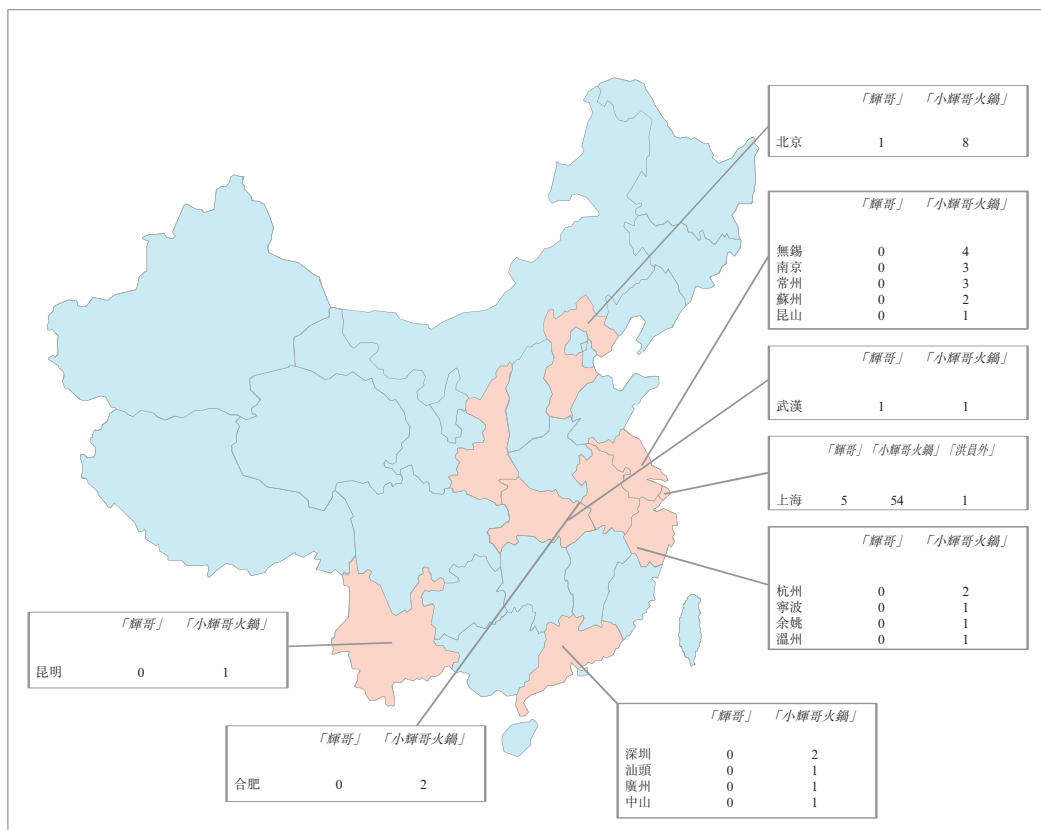 「輝哥」 「小輝哥火鍋」
北京 1 8
「輝哥」 「小輝哥火鍋」
無錫 0 4
南京 0 3
常州 0 3
蘇州 0 2
昆山 0 1
「輝哥」 「小輝哥火鍋」
武漢 1 1
「輝哥」 「小輝哥火鍋」 「洪員外」
上海 5 54 1
「輝哥」 「小輝哥火鍋」
杭州 0 2
寧波 0 1
余姚 0 1
溫州 0 1
「輝哥」 「小輝哥火鍋」
昆明 0 1
「輝哥」 「小輝哥火鍋」
深圳 0 2
汕頭 0 1
廣州 0 1
中山 0 1
「輝哥」 「小輝哥火鍋」
合肥 0 2